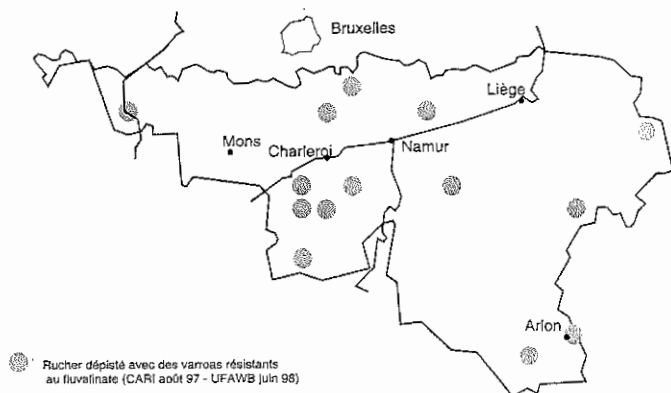 Bruxelles
Liège
Mons
Charleroi
Namur
Arlon
Rucher dépisté avec des varroas résistants
au fluvalinate (CARI août 97 - UFAWB juin 98)